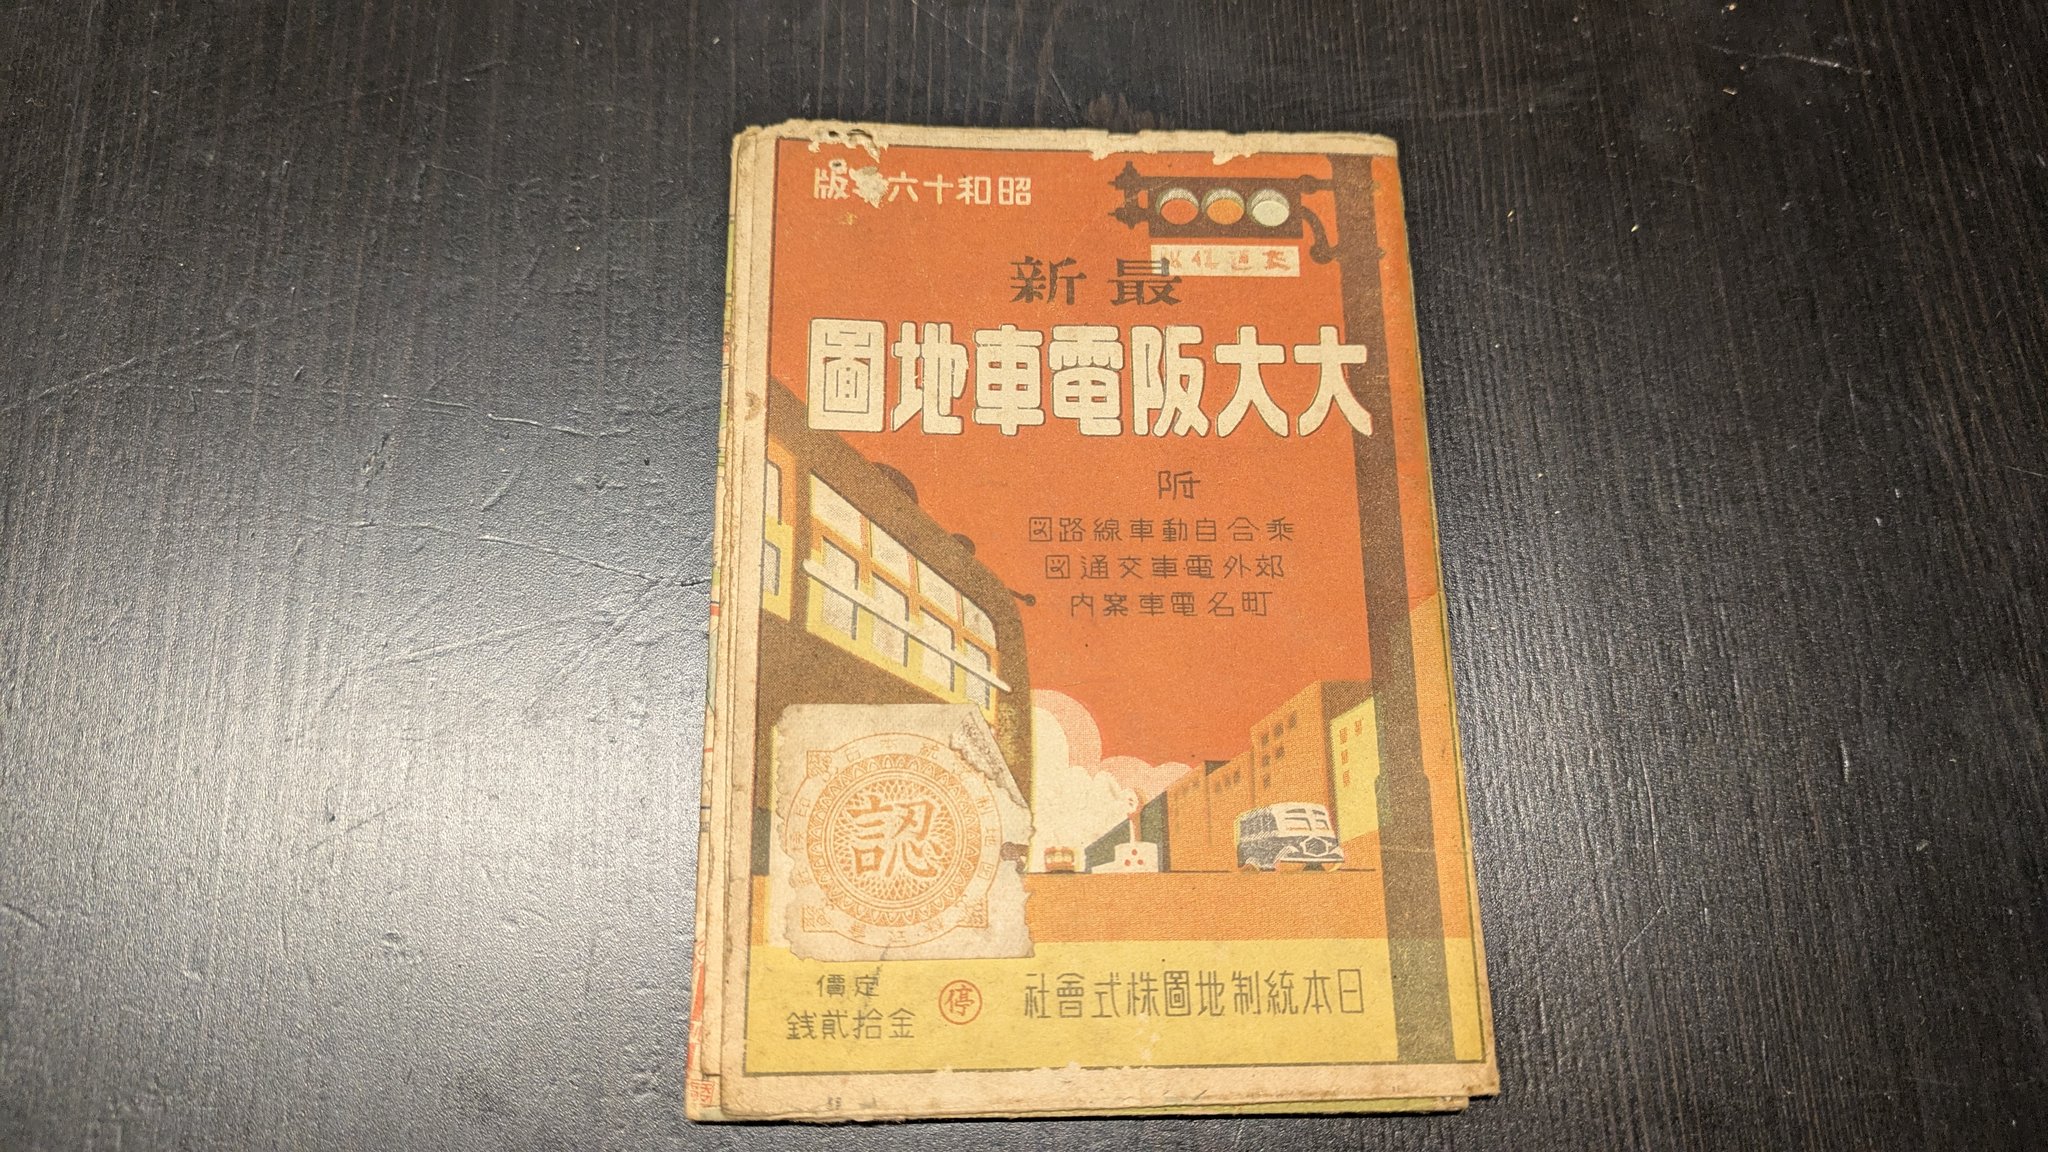 昭和十六年版
最新
大大阪電車地圖
附
乘合自動車線路図
郊外電車交通図
町名電車案内
認
定價
金拾貳銭
停
日本統制地圖株式會社